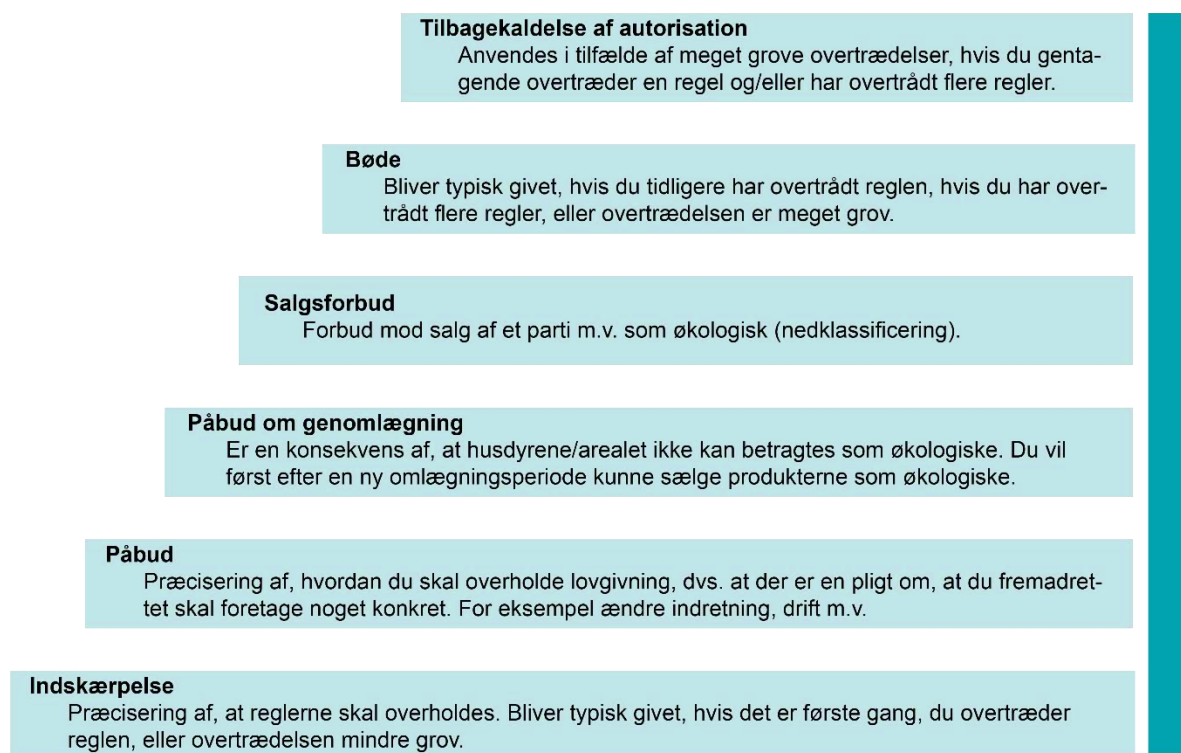 Tilbagekaldelse af autorisation
Anvendes i tilfælde af meget grove overtrædelser, hvis du genta-
gende overtræder en regel og/eller har overtrådt flere regler.
Bøde
Bliver typisk givet, hvis du tidligere har overtrådt reglen, hvis du har over-
trådt flere regler, eller overtrædelsen er meget grov.
Salgsforbud
Forbud mod salg af et parti m.v. som økologisk (nedklassificering).
Påbud om genomlægning
Er en konsekvens af, at husdyrene/arealet ikke kan betragtes som økologiske. Du vil
først efter en ny omlægningsperiode kunne sælge produkterne som økologiske.
Påbud
Præcisering af, hvordan du skal overholde lovgivning, dvs. at der er en pligt om, at du fremadret-
tet skal foretage noget konkret. For eksempel ændre indretning, drift m.v.
Indskærpelse
Præcisering af, at reglerne skal overholdes. Bliver typisk givet, hvis det er første gang, du overtræder
reglen, eller overtrædelsen mindre grov.